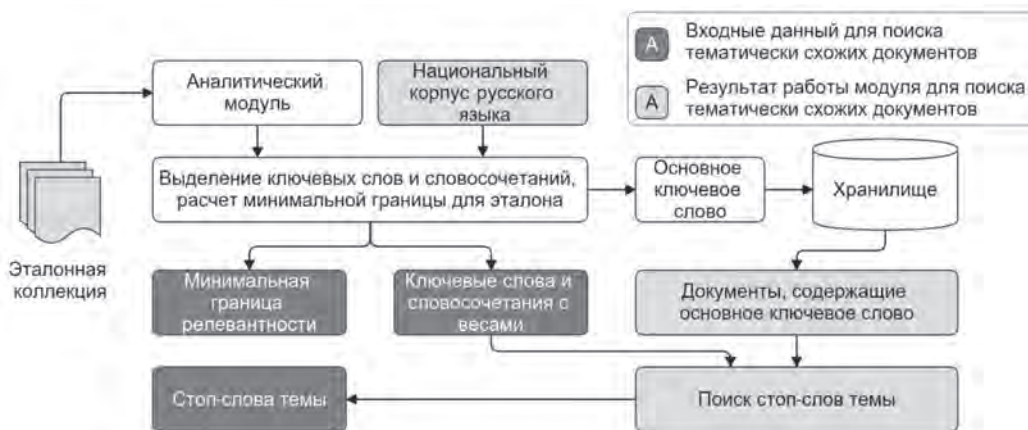 А
Входные данный для поиска
тематически схожих документов
А
Результат работы модуля для поиска
тематически схожих документов
Аналитический
модуль
Национальный
корпус русского
языка
Выделение ключевых слов и словосочетаний,
расчет минимальной границы для эталона
Основное
ключевое
слово
Хранилище
Эталонная
коллекция
Минимальная
граница
релевантности
Ключевые слова и
словосочетания с
весами
Документы, содержащие
основное ключевое слово
Стоп-слова темы
Поиск стоп-слов темы